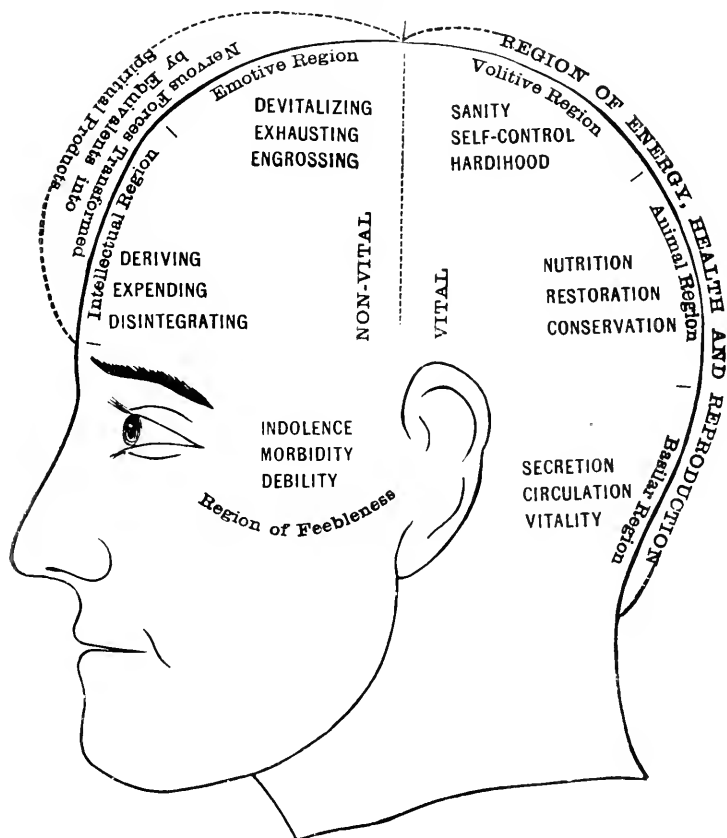 Nervous Forces Transformed
by Equivalents into
Spiritual Products
Emotive Region
Volitive Region
REGION OF ENERGY, HEALTH AND REPRODUCTION
DEVITALIZING
EXHAUSTING
ENGROSSING
SANITY
SELF-CONTROL
HARDIHOOD
Intellectual Region
DERIVING
EXPENDING
DISINTEGRATING
NON-VITAL
VITAL
NUTRITION
RESTORATION
CONSERVATION
Animal Region
INDOLENCE
MORBIDITY
DEBILITY
Region of Feebleness
SECRETION
CIRCULATION
VITALITY
Basilar Region